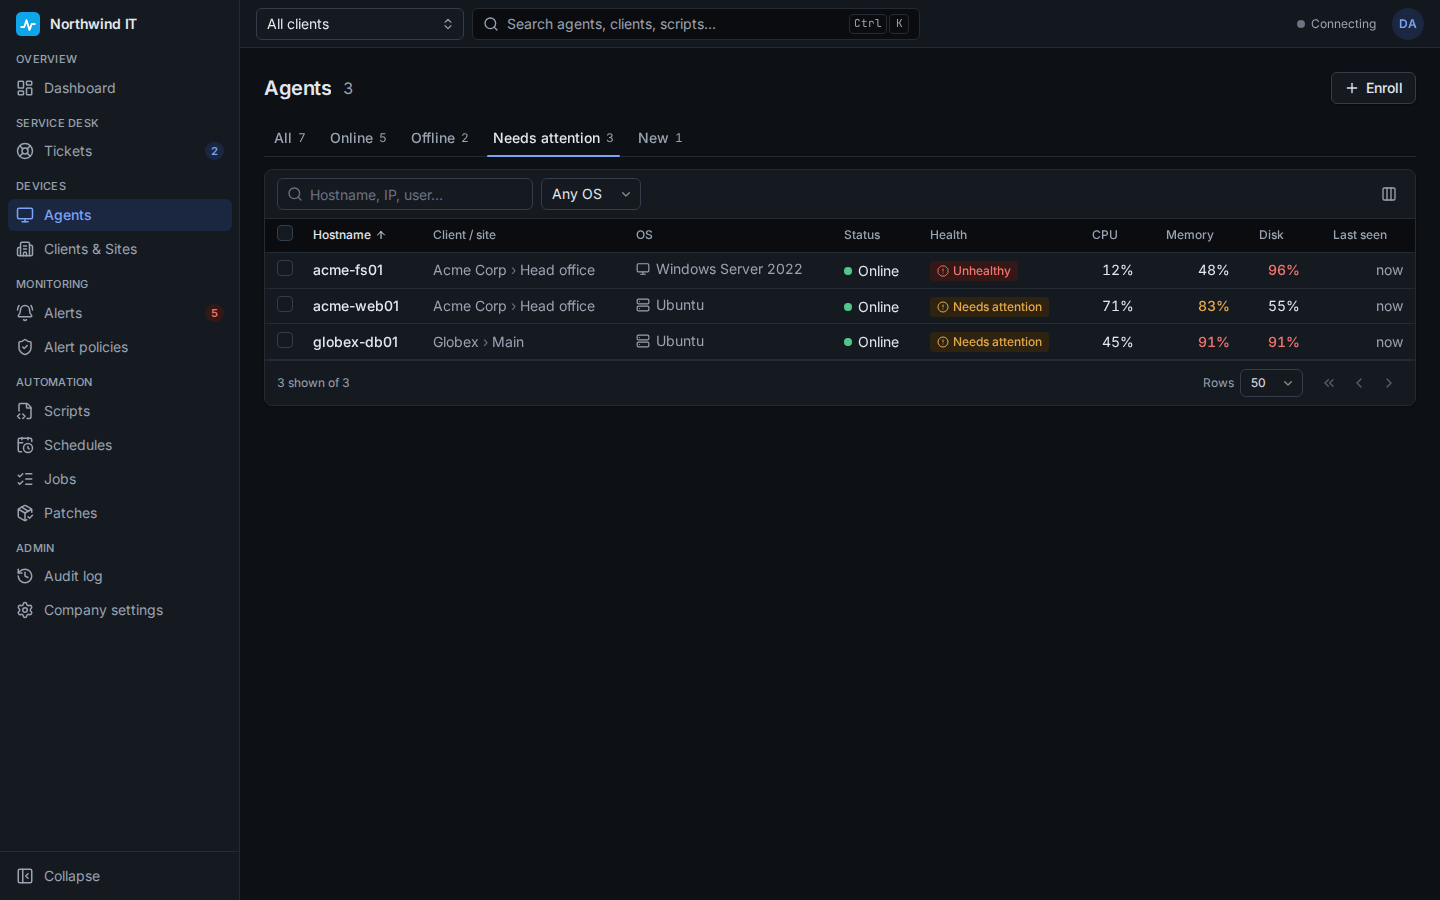 Northwind IT
All clients
Search agents, clients, scripts...
Ctrl K
Connecting
DA
OVERVIEW
Dashboard
SERVICE DESK
Tickets 2
DEVICES
Agents
Clients & Sites
MONITORING
Alerts 5
Alert policies
AUTOMATION
Scripts
Schedules
Jobs
Patches
ADMIN
Audit log
Company settings
Collapse
Agents 3
Enroll
All 7 Online 5 Offline 2 Needs attention 3 New 1
Hostname, IP, user... Any OS
Hostname ↑ Client / site OS Status Health CPU Memory Disk Last seen
acme-fs01 Acme Corp › Head office Windows Server 2022 Online Unhealthy 12% 48% 96% now
acme-web01 Acme Corp › Head office Ubuntu Online Needs attention 71% 83% 55% now
globex-db01 Globex › Main Ubuntu Online Needs attention 45% 91% 91% now
3 shown of 3 Rows 50